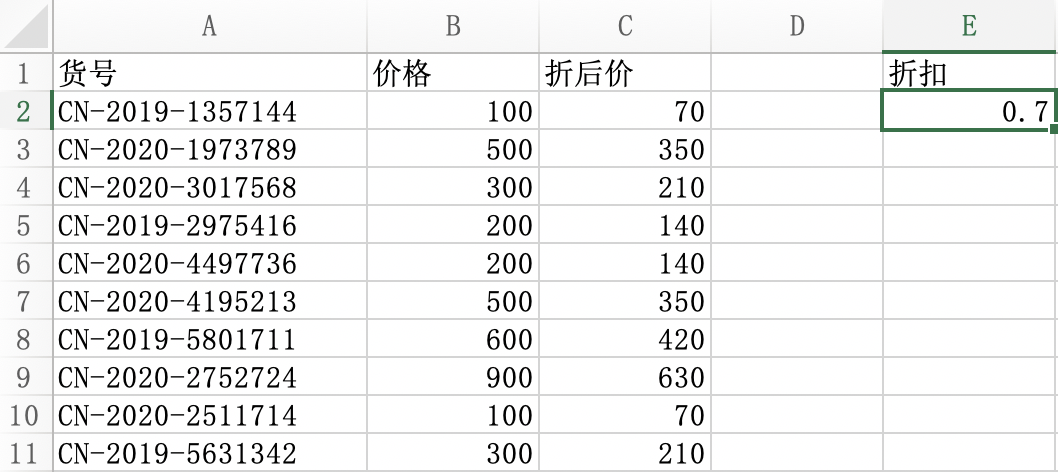 A B C D E
1 货号 价格 折后价 折扣
2 CN-2019-1357144 100 70 0.7
3 CN-2020-1973789 500 350
4 CN-2020-3017568 300 210
5 CN-2019-2975416 200 140
6 CN-2020-4497736 200 140
7 CN-2020-4195213 500 350
8 CN-2019-5801711 600 420
9 CN-2020-2752724 900 630
10 CN-2020-2511714 100 70
11 CN-2019-5631342 300 210